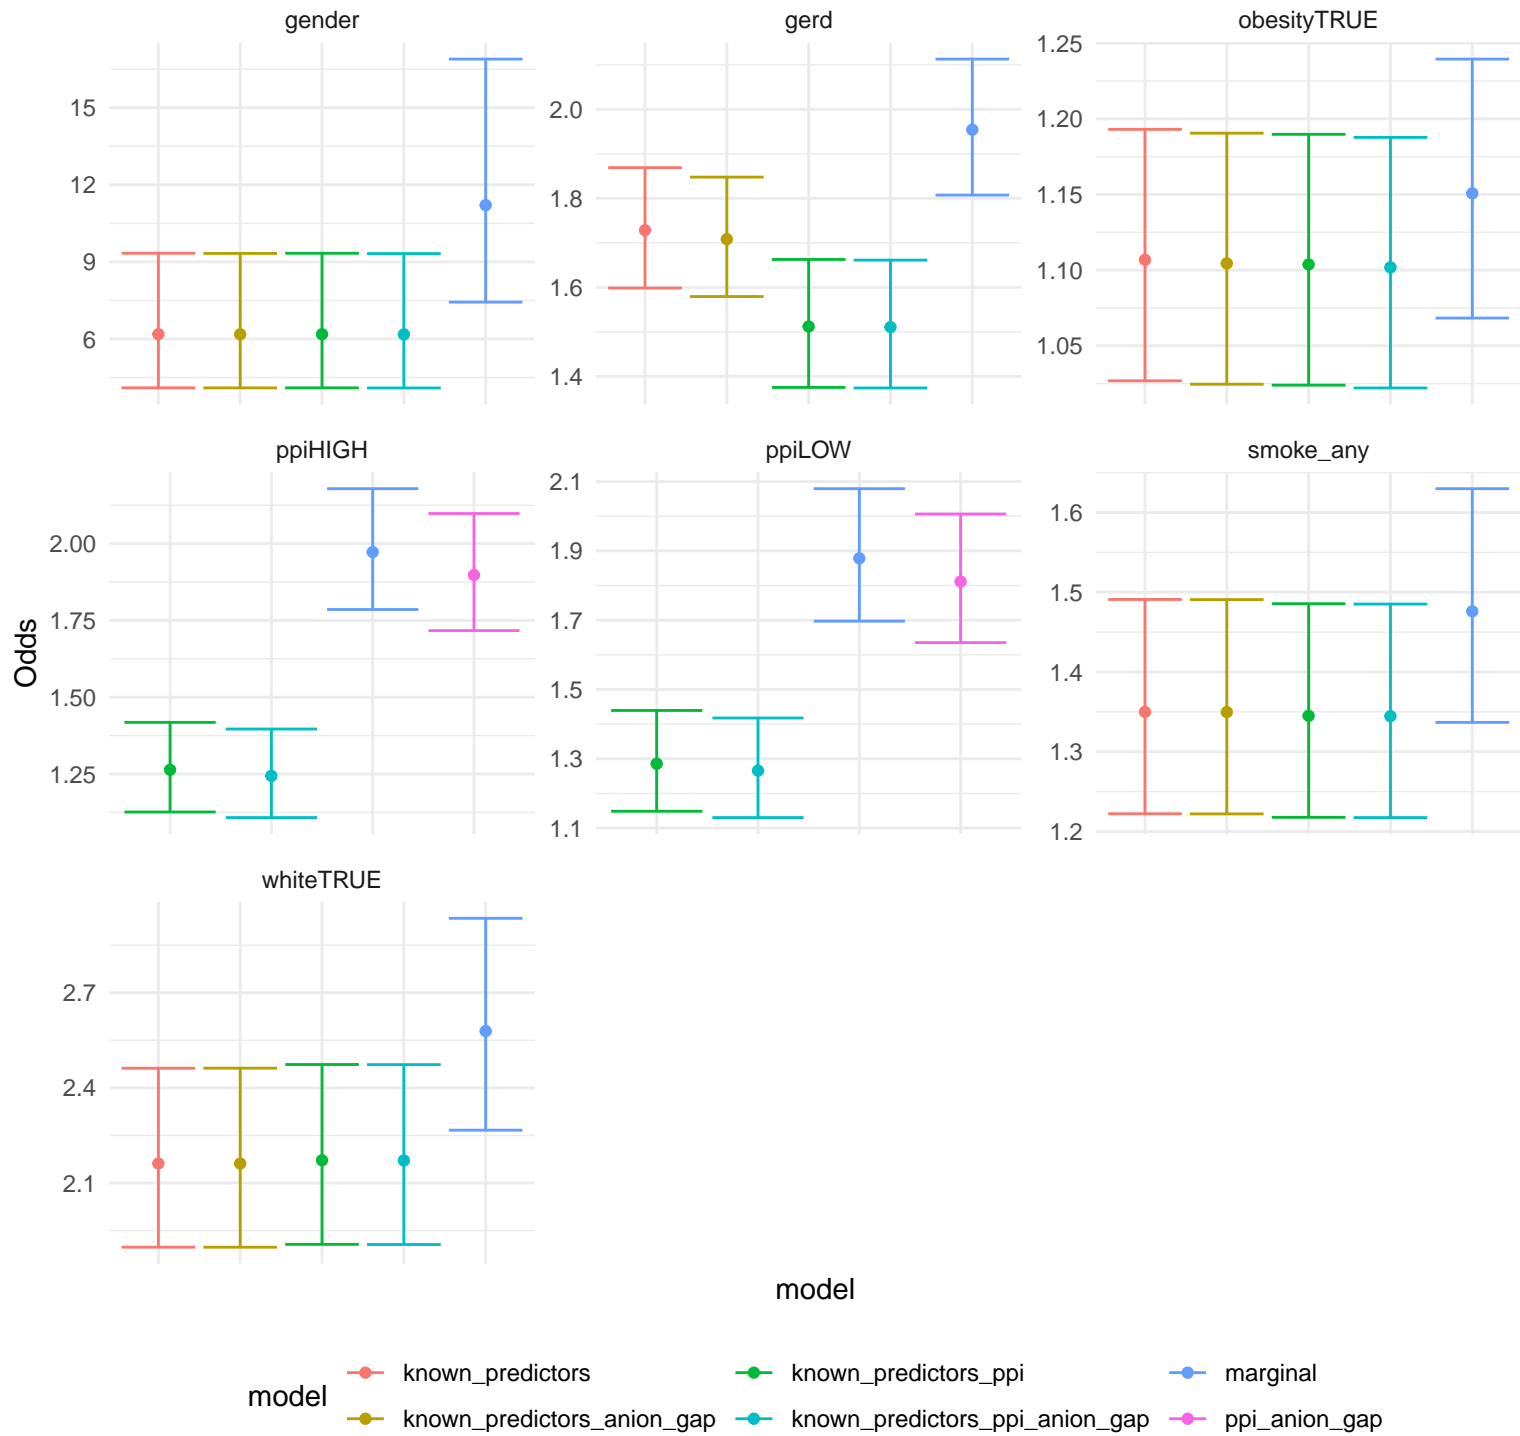 gender
gerd
obesityTRUE
15
12
9
6
2.0
1.8
1.6
1.4
1.25
1.20
1.15
1.10
1.05
ppiHIGH
ppiLOW
smoke_any
Odds
2.00
1.75
1.50
1.25
2.1
1.9
1.7
1.5
1.3
1.1
1.6
1.5
1.4
1.3
1.2
whiteTRUE
2.7
2.4
2.1
model
model
known_predictors
known_predictors_anion_gap
known_predictors_ppi
known_predictors_ppi_anion_gap
marginal
ppi_anion_gap